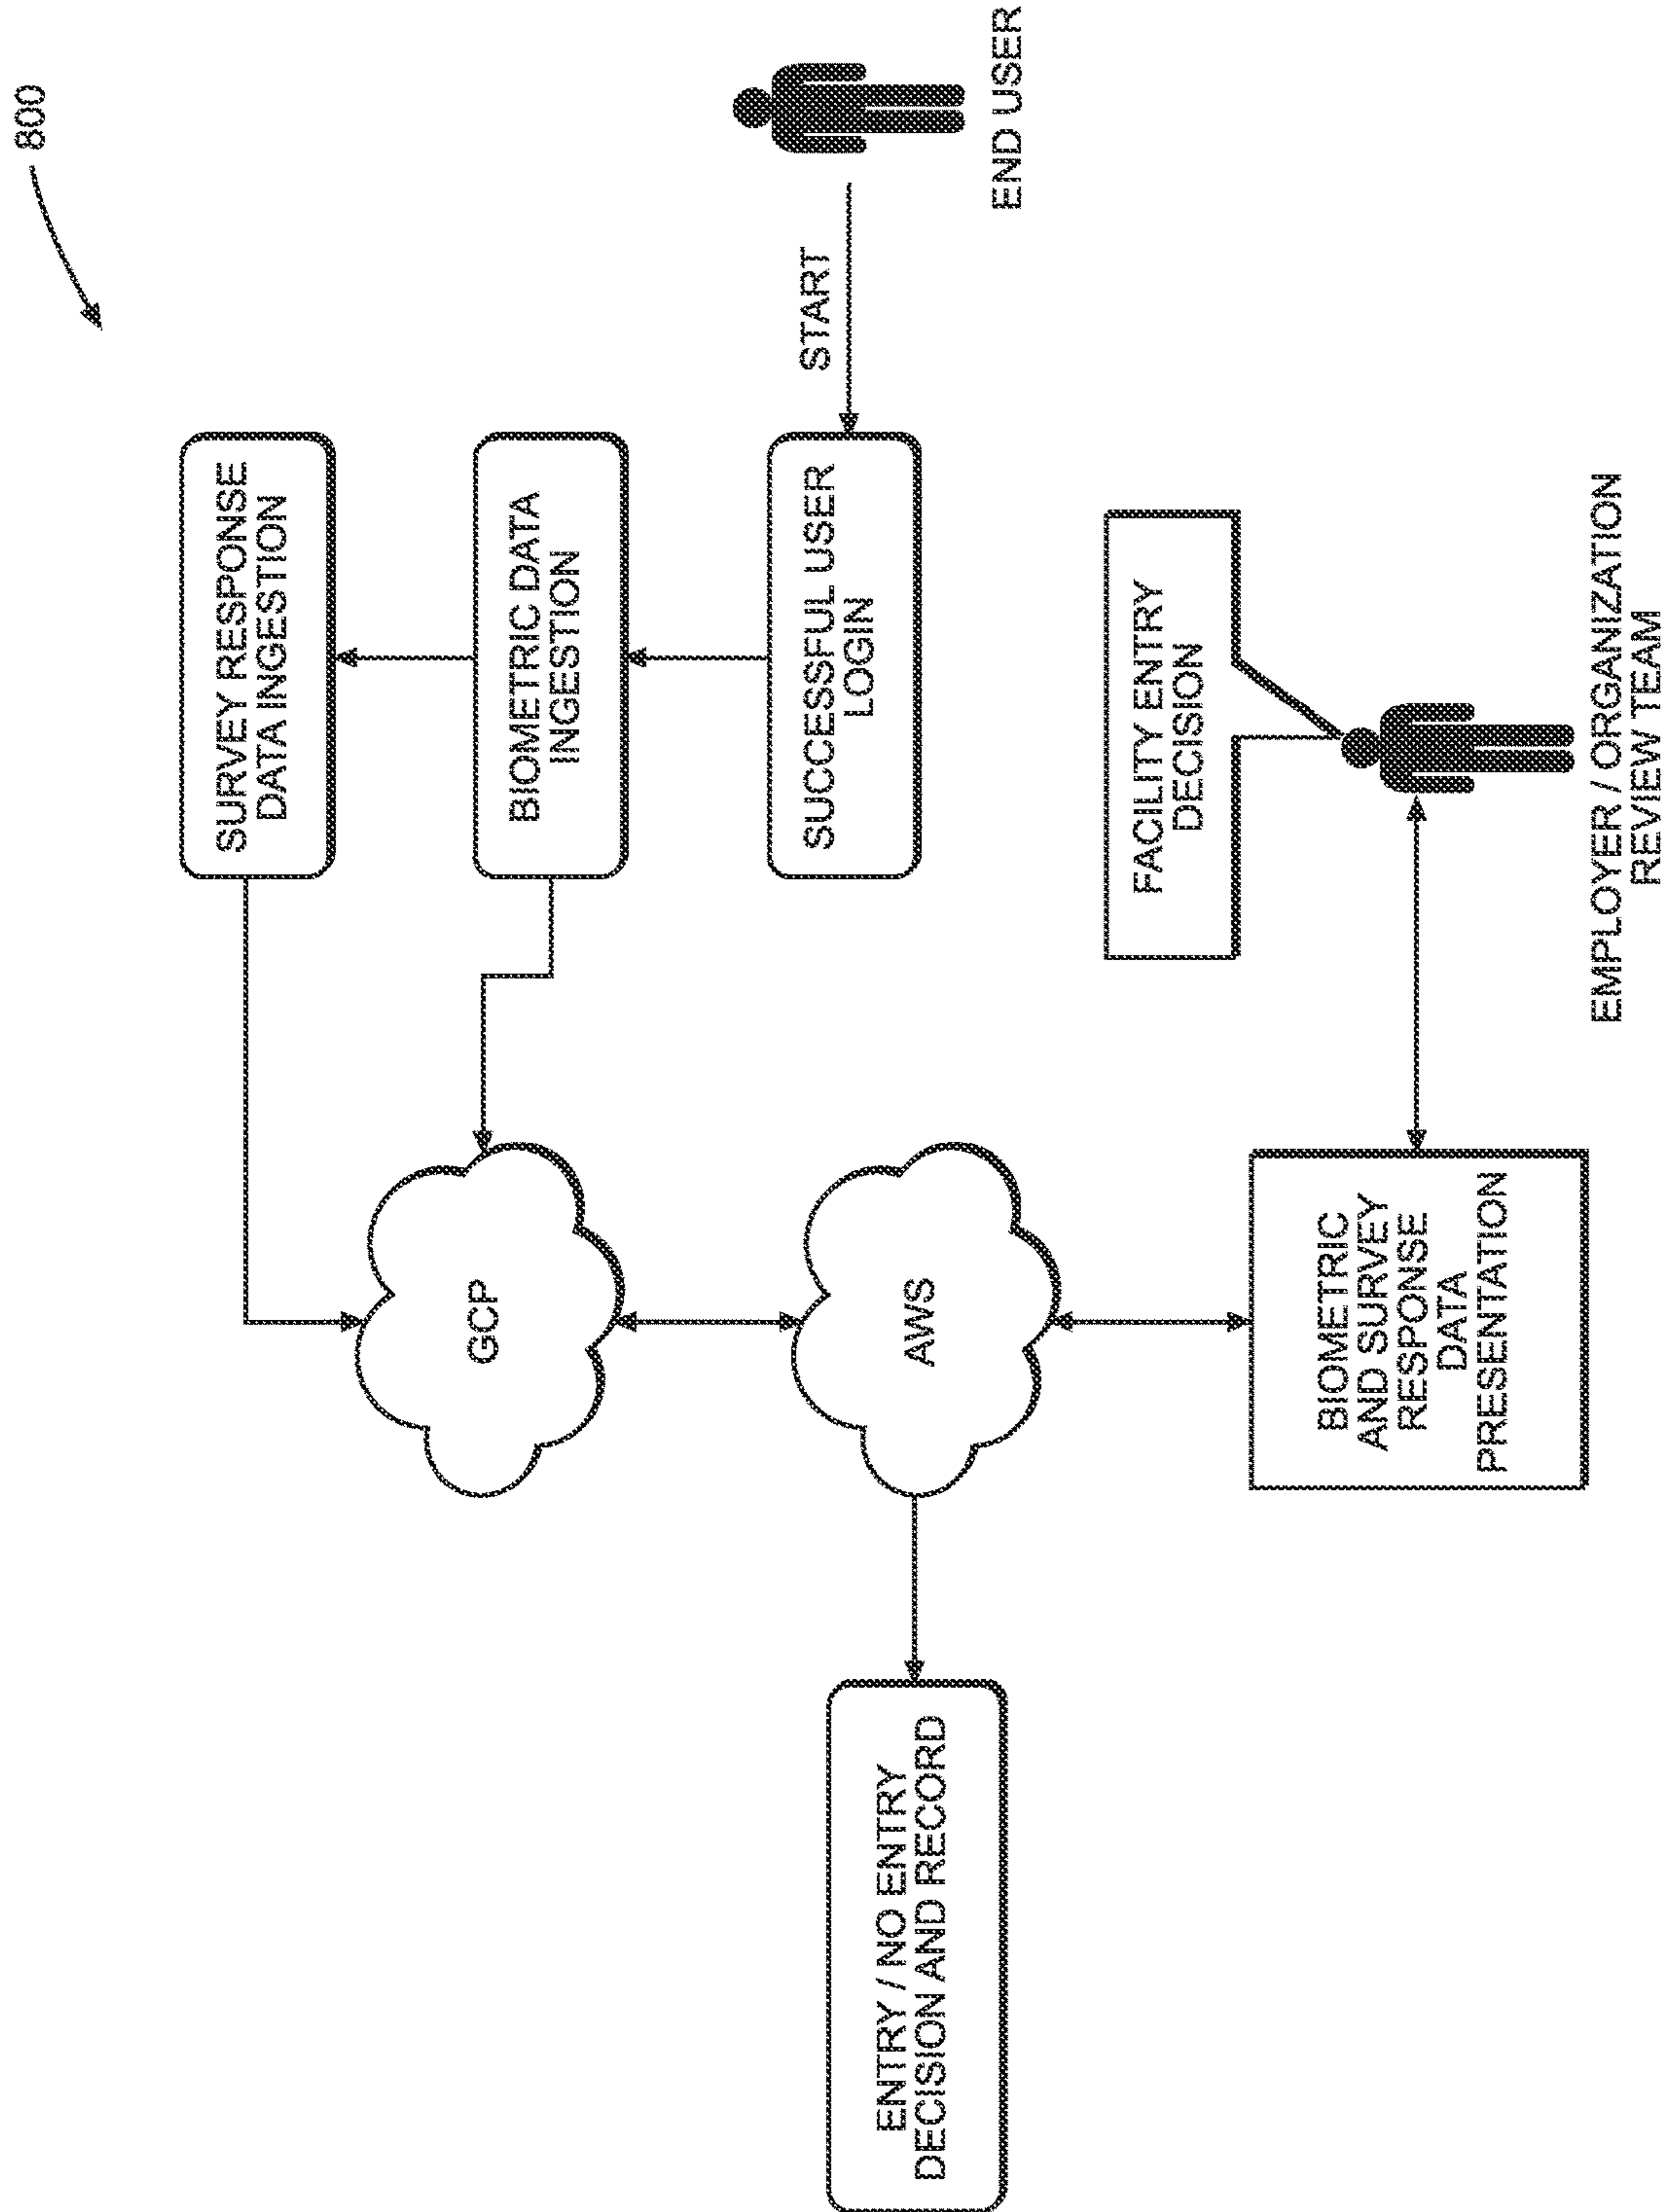 800
SURVEY RESPONSE
DATA INGESTION
BIOMETRIC DATA
INGESTION
SUCCESSFUL USER
LOGIN
START
END USER
GCP
AWS
ENTRY / NO ENTRY
DECISION AND RECORD
FACILITY ENTRY
DECISION
BIOMETRIC
AND SURVEY
RESPONSE
DATA
PRESENTATION
EMPLOYER / ORGANIZATION
REVIEW TEAM